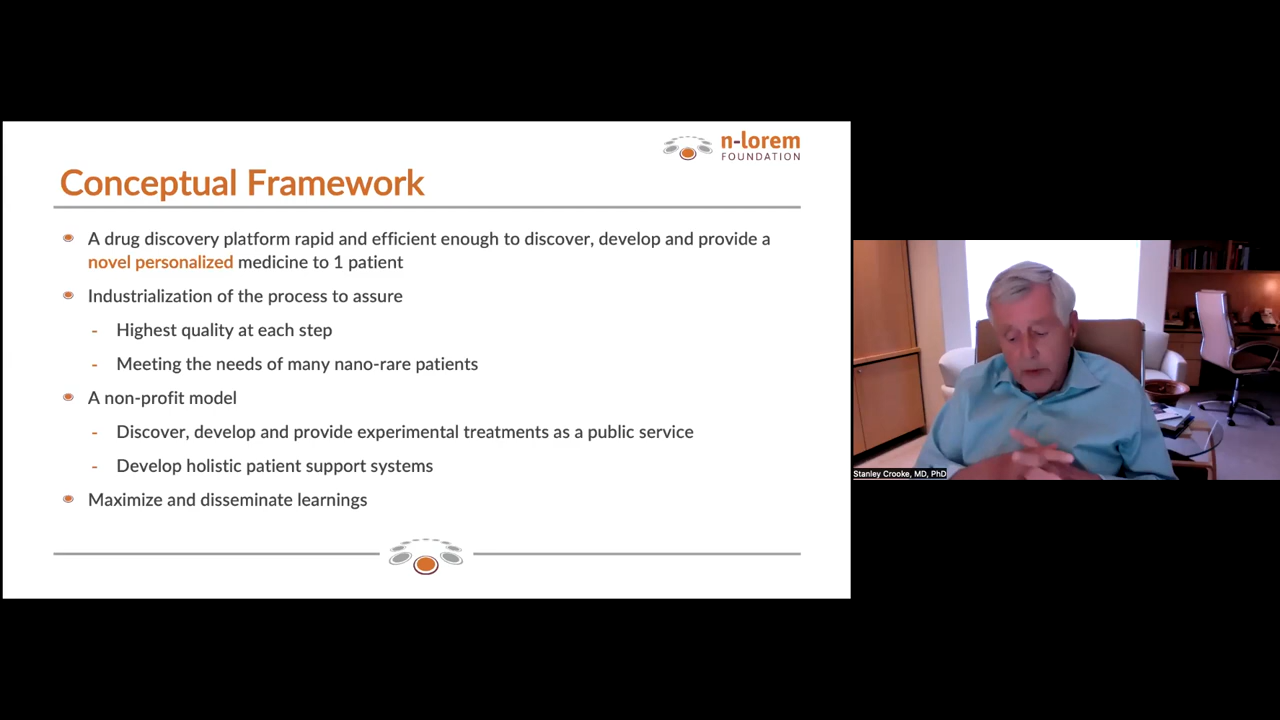 n-lorem
FOUNDATION
Conceptual Framework
A drug discovery platform rapid and efficient enough to discover, develop and provide a
novel personalized medicine to 1 patient
Industrialization of the process to assure
- Highest quality at each step
- Meeting the needs of many nano-rare patients
A non-profit model
- Discover, develop and provide experimental treatments as a public service
- Develop holistic patient support systems
Maximize and disseminate learnings
Stanley Crooke, MD, PhD